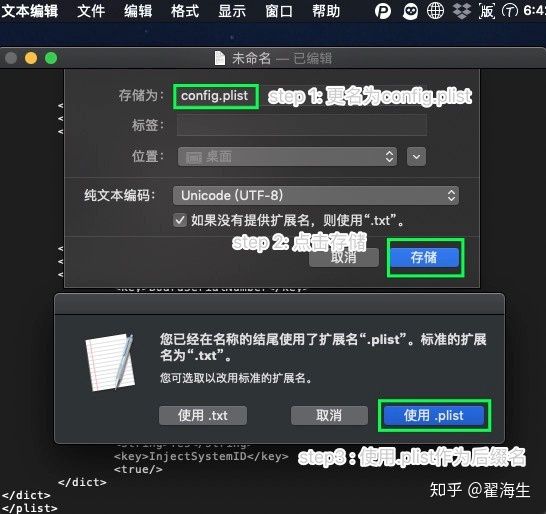 文本编辑 文件 编辑 格式 显示 窗口 帮助 6:42
未命名 — 已编辑
存储为： config.plist step 1: 更名为config.plist
标签：
位置： 桌面
纯文本编码： Unicode (UTF-8)
如果没有提供扩展名，则使用“.txt”。
step 2: 点击存储
取消 存储
<key>BoardSerialNumber</key>
您已经在名称的结尾使用了扩展名“.plist”。标准的扩展
名为“.txt”。
您可选取以改用标准的扩展名。
使用 .txt 取消 使用 .plist
<string>Yes</string>
step3 : 使用.plist作为后缀名
<key>InjectSystemID</key>
<true/>
</dict>
知乎 @翟海生
</dict>
</plist>